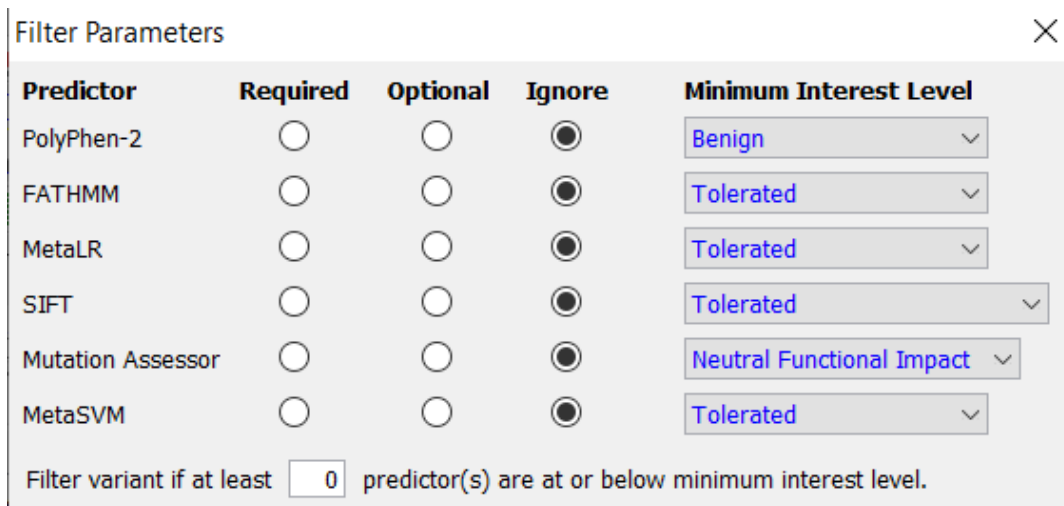 Filter Parameters
Predictor Required Optional Ignore Minimum Interest Level
PolyPhen-2 Benign
FATHMM Tolerated
MetaLR Tolerated
SIFT Tolerated
Mutation Assessor Neutral Functional Impact
MetaSVM Tolerated
Filter variant if at least 0 predictor(s) are at or below minimum interest level.